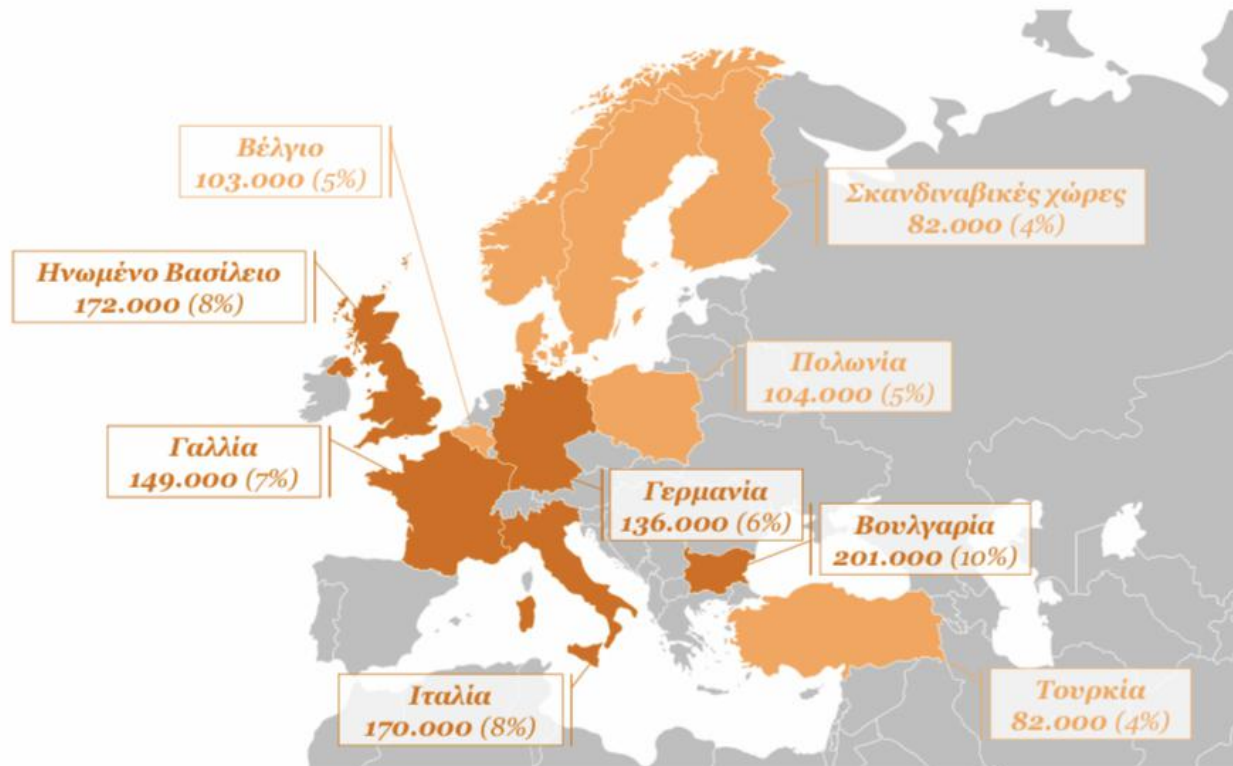 Βέλγιο
103.000 (5%)
Σκανδιναβικές χώρες
82.000 (4%)
Ηνωμένο Βασίλειο
172.000 (8%)
Πολωνία
104.000 (5%)
Γαλλία
149.000 (7%)
Γερμανία
136.000 (6%)
Βουλγαρία
201.000 (10%)
Ιταλία
170.000 (8%)
Τουρκία
82.000 (4%)